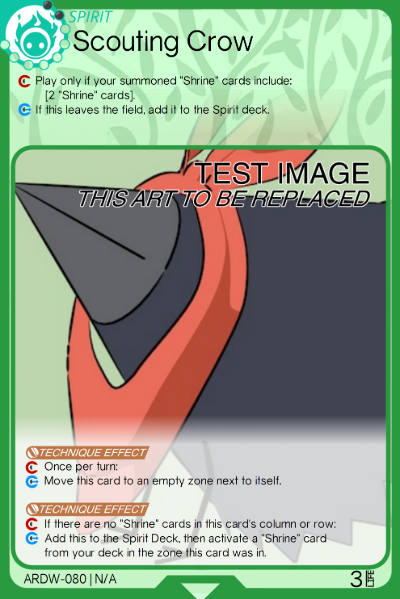 SPIRIT
Scouting Crow
C Play only if your summoned "Shrine" cards include:
[2 "Shrine" cards].
E If this leaves the field, add it to the Spirit deck.
TEST IMAGE
THIS ART TO BE REPLACED
TECHNIQUE EFFECT
C Once per turn:
E Move this card to an empty zone next to itself.
TECHNIQUE EFFECT
C If there are no "Shrine" cards in this card's column or row:
E Add this to the Spirit Deck, then activate a "Shrine" card
from your deck in the zone this card was in.
ARDW-080 | N/A
3 LIFE